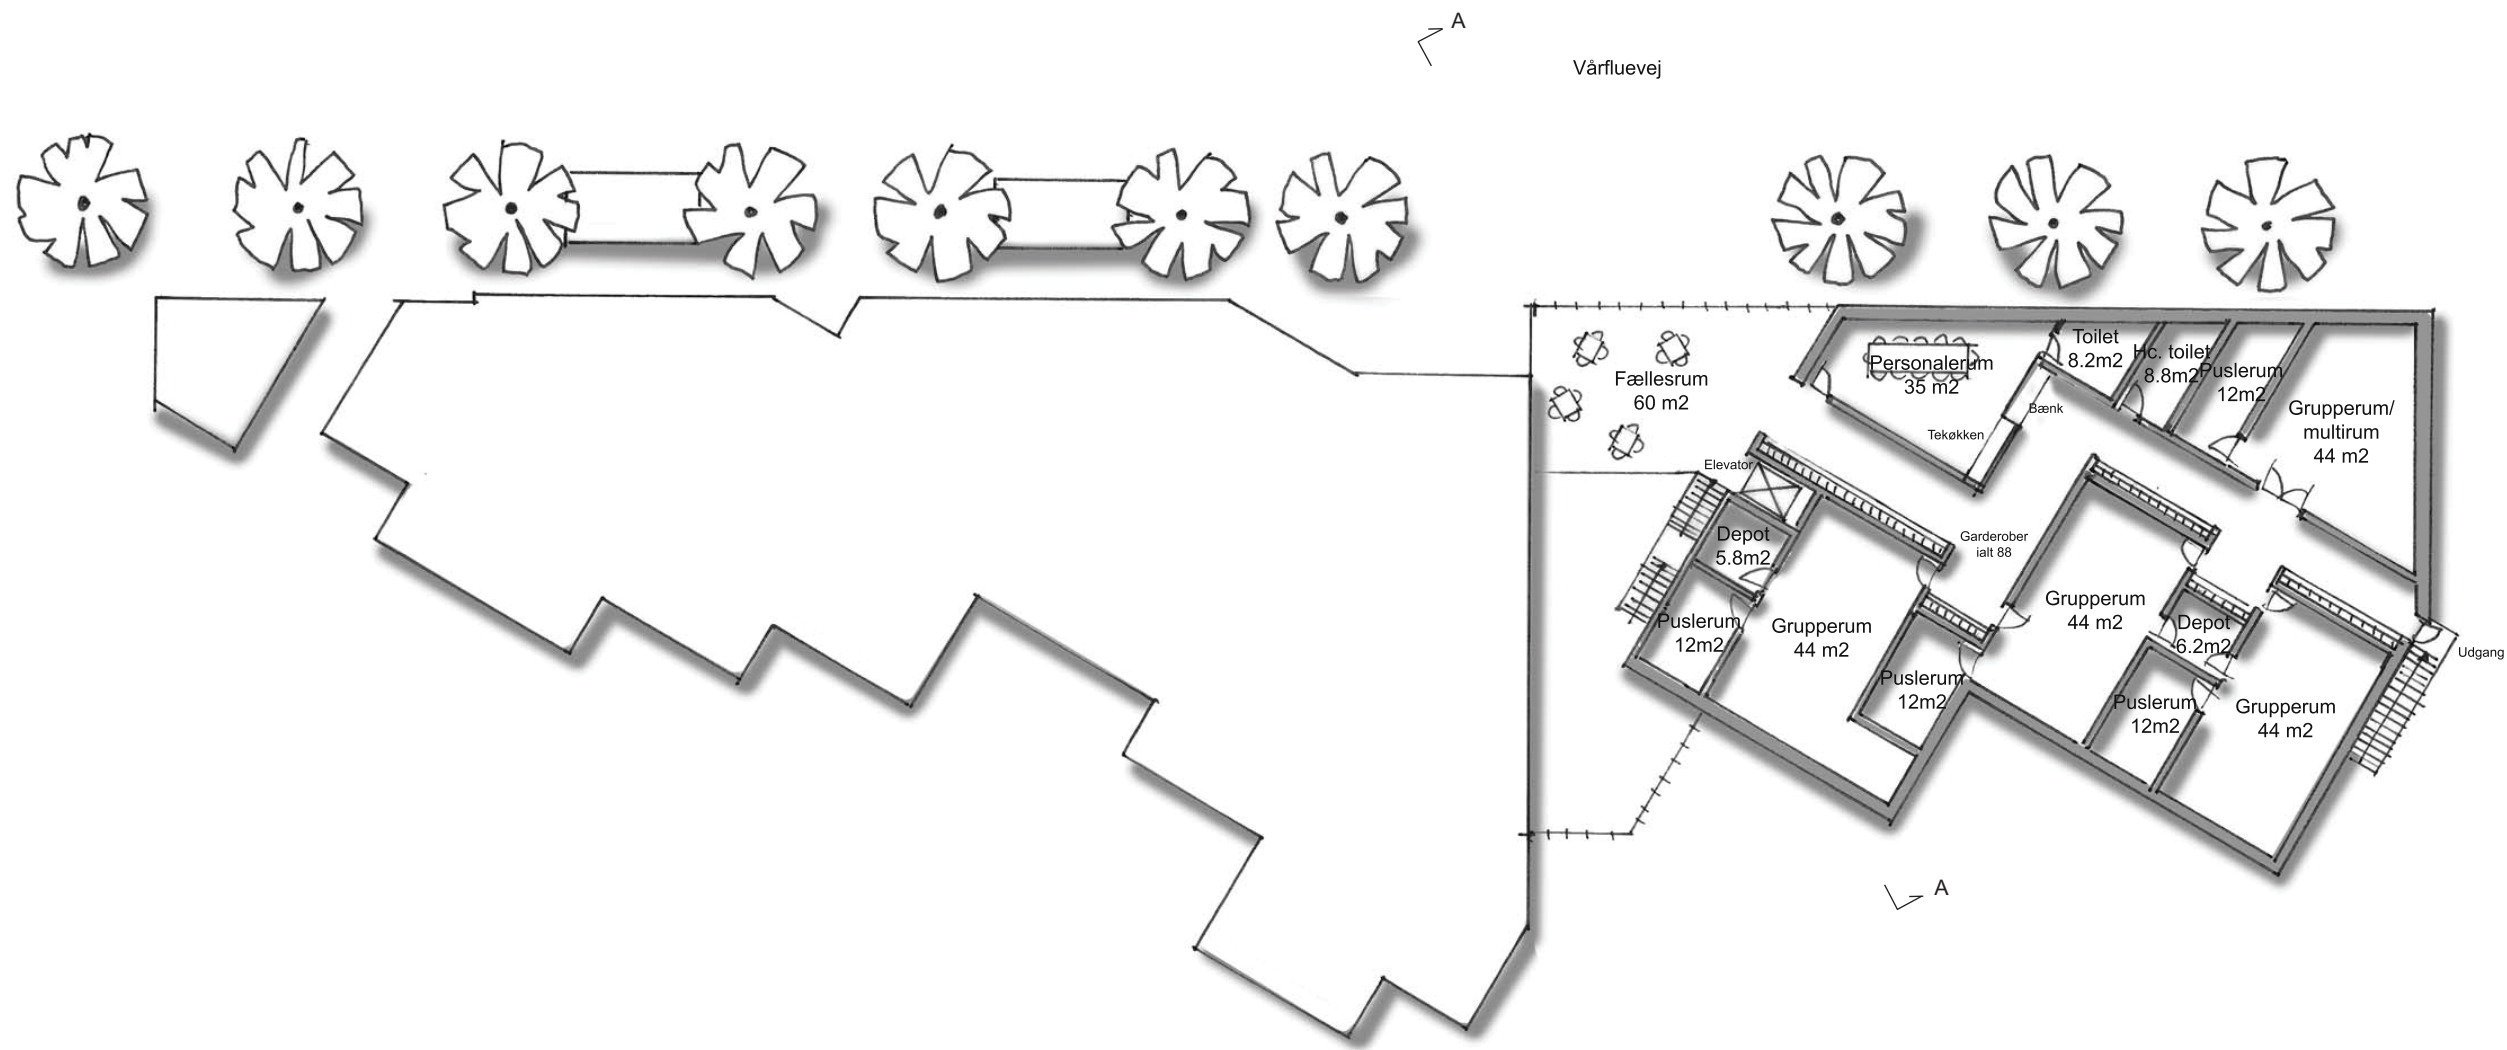 A
Vårfluevej
Fællesrum
60 m2
Personalerum
35 m2
Toilet
8.2m2
Hc. toilet
8.8m2
Puslerum
12m2
Grupperum/
multirum
44 m2
Bænk
Tekøkken
Elevator
Depot
5.8m2
Garderober
ialt 88
Puslerum
12m2
Grupperum
44 m2
Puslerum
12m2
Grupperum
44 m2
Depot
6.2m2
Puslerum
12m2
Grupperum
44 m2
Udgang
A